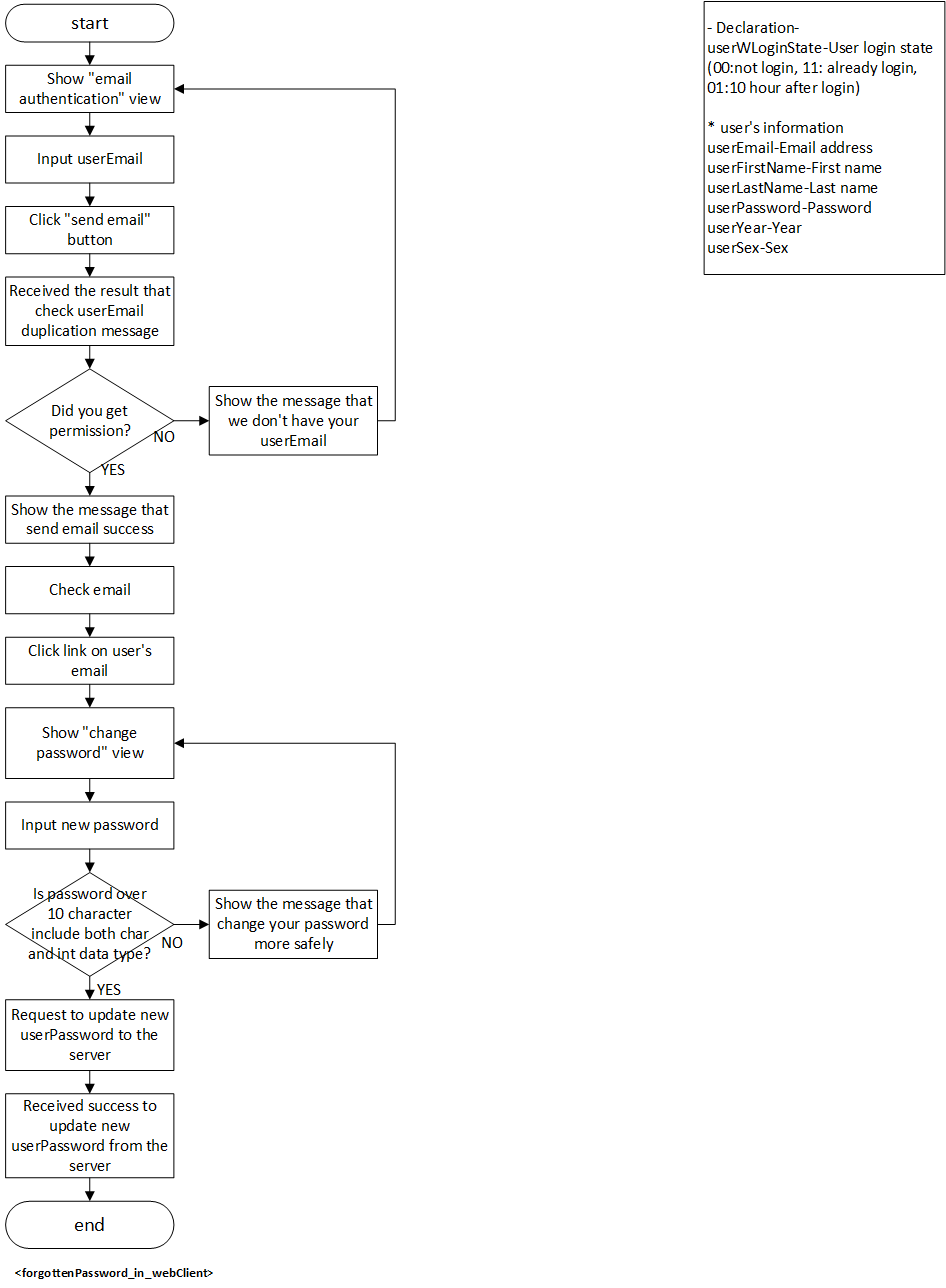 start
Show "email
authentication" view
Input userEmail
Click "send email"
button
Received the result that
check userEmail
duplication message
Did you get
permission?
NO
Show the message that
we don't have your
userEmail
YES
Show the message that
send email success
Check email
Click link on user's
email
Show "change
password" view
Input new password
Is password over
10 character
include both char
and int data type?
NO
Show the message that
change your password
more safely
YES
Request to update new
userPassword to the
server
Received success to
update new
userPassword from the
server
end
<forgottenPassword_in_webClient>
- Declaration-
userWLoginState-User login state
(00:not login, 11: already login,
01:10 hour after login)
* user's information
userEmail-Email address
userFirstName-First name
userLastName-Last name
userPassword-Password
userYear-Year
userSex-Sex